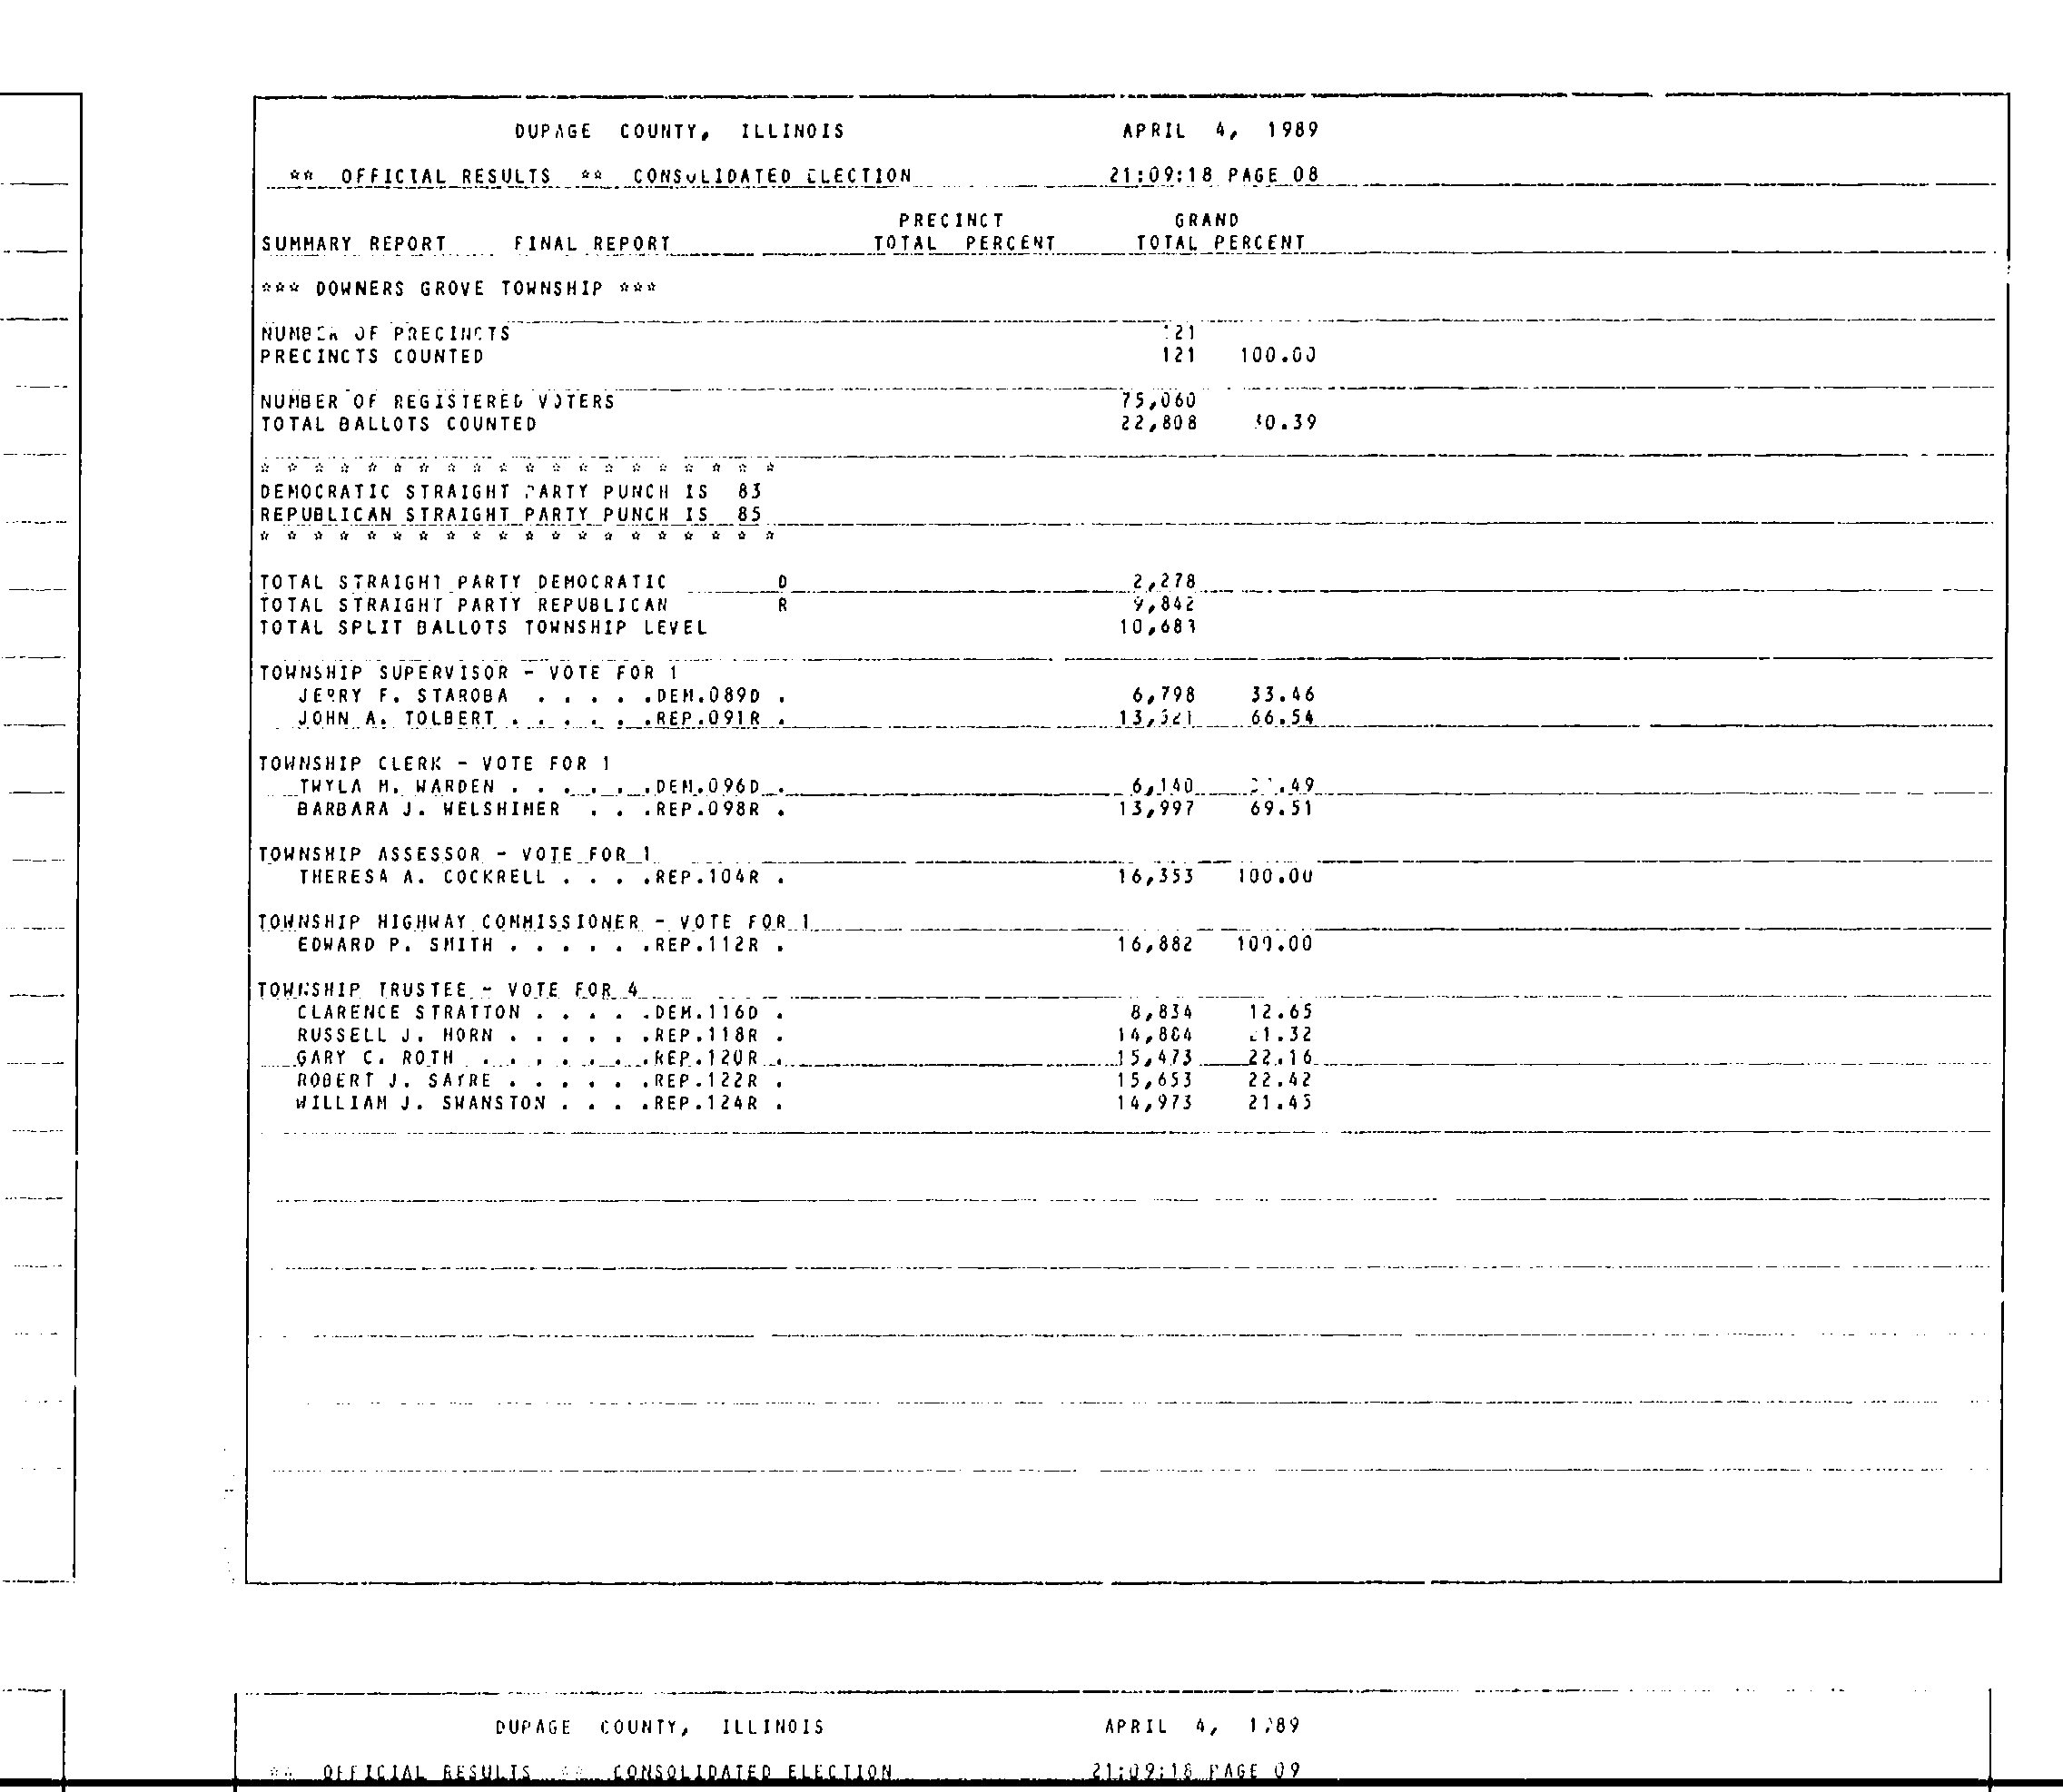 DUPAGE COUNTY, ILLINOIS APRIL 4, 1989
** OFFICIAL RESULTS ** CONSOLIDATED ELECTION 21:09:18 PAGE 08
PRECINCT GRAND
SUMMARY REPORT FINAL REPORT TOTAL PERCENT TOTAL PERCENT
*** DOWNERS GROVE TOWNSHIP ***
NUMBER OF PRECINCTS 121
PRECINCTS COUNTED 121 100.00
NUMBER OF REGISTERED VOTERS 75,060
TOTAL BALLOTS COUNTED 22,808 30.39
* * * * * * * * * * * * * * * * * * * *
DEMOCRATIC STRAIGHT PARTY PUNCH IS 83
REPUBLICAN STRAIGHT PARTY PUNCH IS 85
* * * * * * * * * * * * * * * * * * * *
TOTAL STRAIGHT PARTY DEMOCRATIC D 2,278
TOTAL STRAIGHT PARTY REPUBLICAN R 9,842
TOTAL SPLIT BALLOTS TOWNSHIP LEVEL
TOWNSHIP SUPERVISOR - VOTE FOR 1
JERRY F. STAROBA . . . . .DEM.089D . 6,798 33.46
JOHN A. TOLBERT . . . . . .REP.091R . 13,521 66.54
TOWNSHIP CLERK - VOTE FOR 1
TWYLA M. WARDEN . . . . . .DEM.096D . 6,140 30.49
BARBARA J. WELSHIMER . . .REP.098R . 13,997 69.51
TOWNSHIP ASSESSOR - VOTE FOR 1
THERESA A. COCKRELL . . . .REP.104R . 16,353 100.00
TOWNSHIP HIGHWAY COMMISSIONER - VOTE FOR 1
EDWARD P. SMITH . . . . . .REP.112R . 16,882 100.00
TOWNSHIP TRUSTEE - VOTE FOR 4
CLARENCE STRATTON . . . . .DEM.116D . 8,834 12.65
RUSSELL J. HORN . . . . . .REP.118R . 14,884 21.32
GARY C. ROTH . . . . . . .REP.120R . 15,473 22.16
ROBERT J. SAYRE . . . . . .REP.122R . 15,653 22.42
WILLIAM J. SWANSTON . . . .REP.124R . 14,973 21.45
DUPAGE COUNTY, ILLINOIS APRIL 4, 1989
** OFFICIAL RESULTS ** CONSOLIDATED ELECTION 21:09:18 PAGE 09